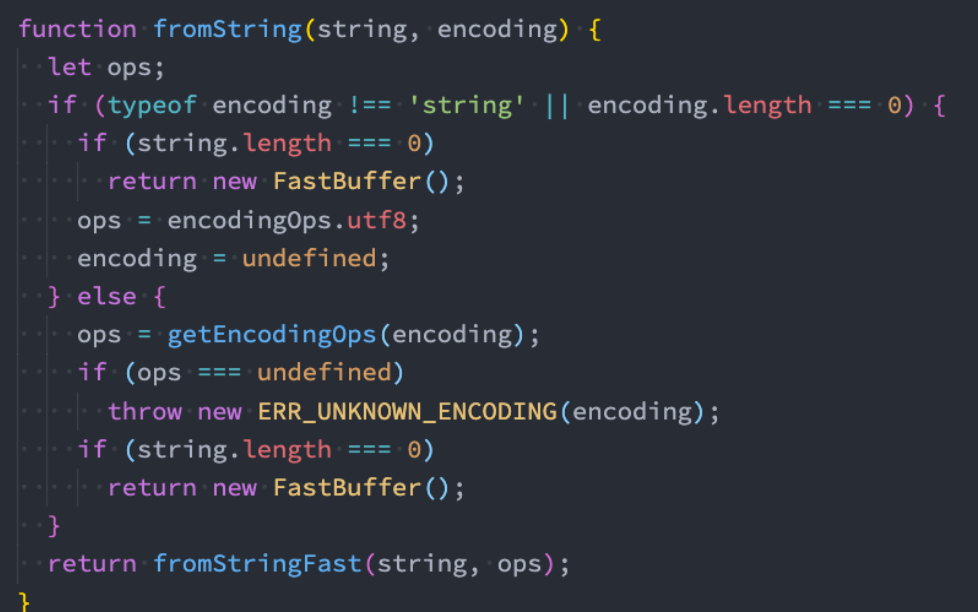 function fromString(string, encoding) {
  let ops;
  if (typeof encoding !== 'string' || encoding.length === 0) {
    if (string.length === 0)
      return new FastBuffer();
    ops = encodingOps.utf8;
    encoding = undefined;
  } else {
    ops = getEncodingOps(encoding);
    if (ops === undefined)
      throw new ERR_UNKNOWN_ENCODING(encoding);
    if (string.length === 0)
      return new FastBuffer();
  }
  return fromStringFast(string, ops);
}